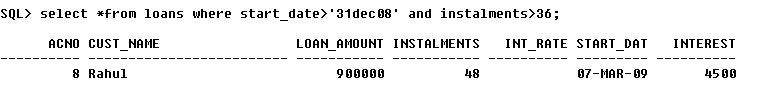 SQL> select *from loans where start_date>'31dec08' and instalments>36;
ACNO CUST_NAME LOAN_AMOUNT INSTALMENTS INT_RATE START_DAT INTEREST
---------- ------------------------- ----------- ----------- ---------- --------- ----------
8 Rahul 900000 48 07-MAR-09 4500